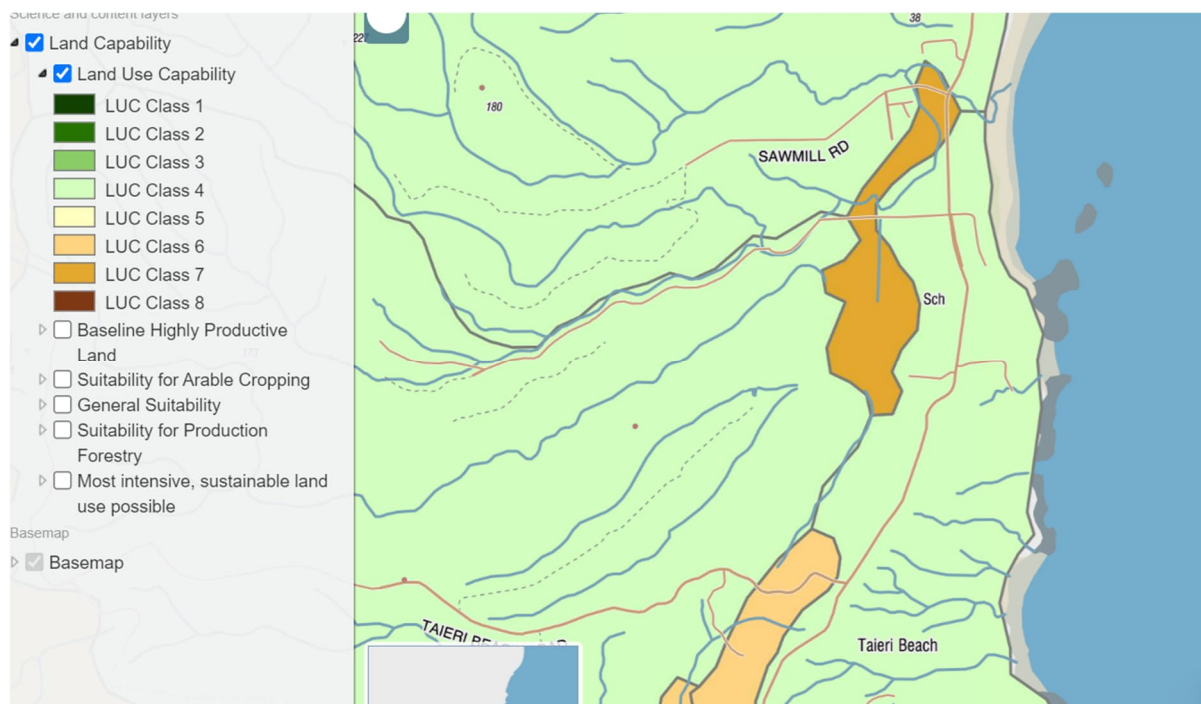 Science and content layers
Land Capability
Land Use Capability
LUC Class 1
LUC Class 2
LUC Class 3
LUC Class 4
LUC Class 5
LUC Class 6
LUC Class 7
LUC Class 8
Baseline Highly Productive
Land
Suitability for Arable Cropping
General Suitability
Suitability for Production
Forestry
Most intensive, sustainable land
use possible
Basemap
Basemap
227
38
180
SAWMILL RD
Sch
173
TAIERI
Taieri Beach